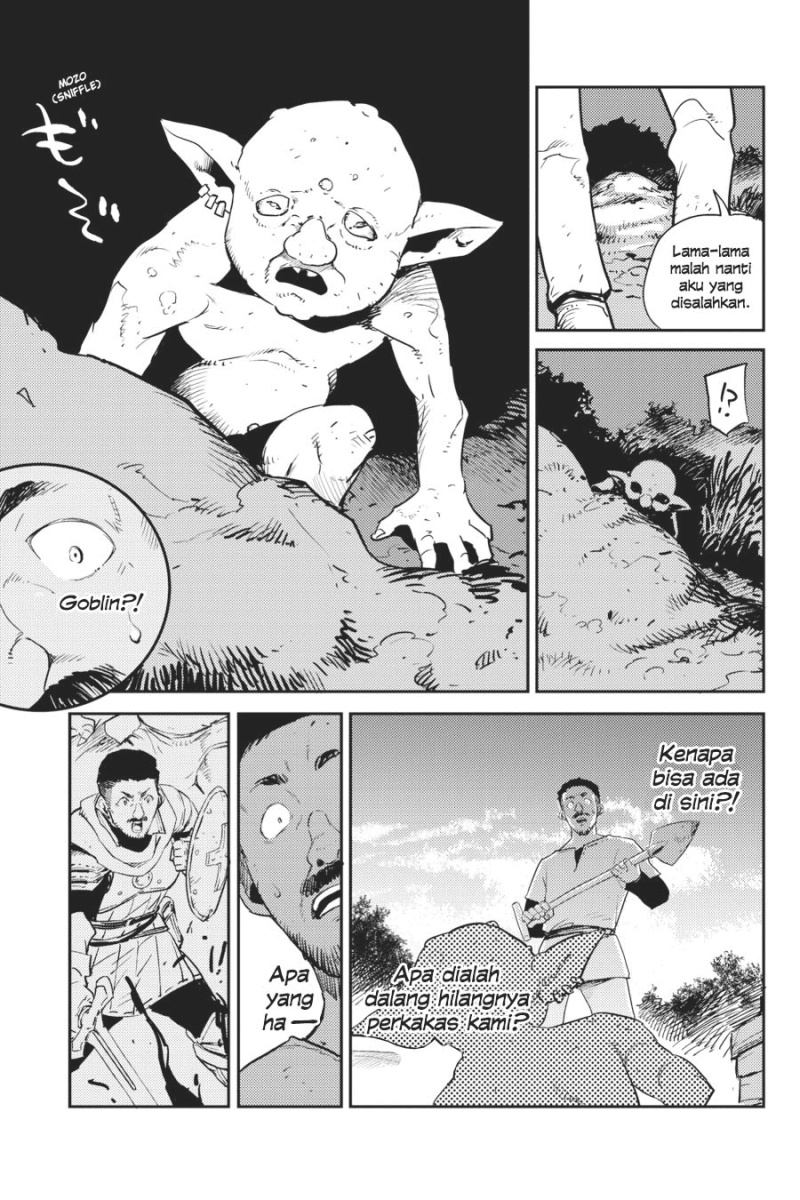 Lama-lama
malah nanti
aku yang
disalahkan.
!?
MOZO
(SNIFFLE)
もぞ
Goblin?!
Kenapa
bisa ada
di sini?!
Apa dialah
dalang hilangnya
perkakas kami?
Apa
yang
ha—